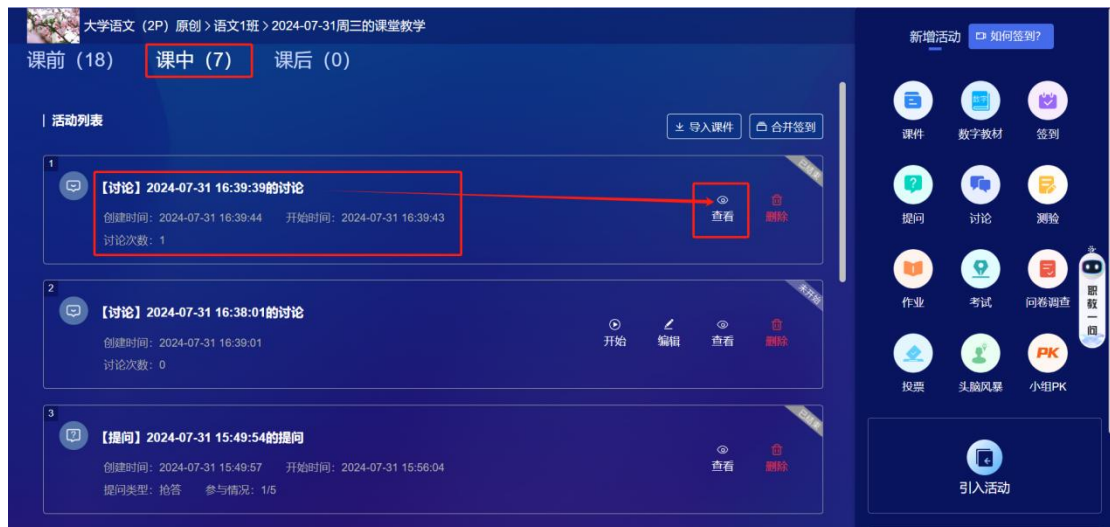 大学语文（2P）原创 > 语文1班 > 2024-07-31周三的课堂教学
课前（18） 课中（7） 课后（0）
活动列表 导入课件 合并签到
1 已结束
【讨论】2024-07-31 16:39:39的讨论
创建时间：2024-07-31 16:39:44 开始时间：2024-07-31 16:39:43
讨论次数：1
查看 删除
2 未开始
【讨论】2024-07-31 16:38:01的讨论
创建时间：2024-07-31 16:39:01
讨论次数：0
开始 编辑 查看 删除
3 已结束
【提问】2024-07-31 15:49:54的提问
创建时间：2024-07-31 15:49:57 开始时间：2024-07-31 15:56:04
提问类型：抢答 参与情况：1/5
查看 删除
新增活动 如何签到?
数字
课件 数字教材 签到
提问 讨论 测验
作业 考试 问卷调查
PK
投票 头脑风暴 小组PK
引入活动
职教一问